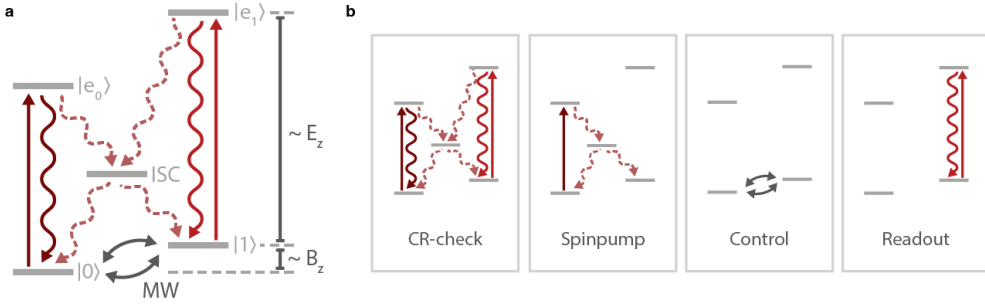 a
|e₁⟩
|e₀⟩
~ E_z
ISC
|1⟩
~ B_z
|0⟩
MW
b
CR-check
Spinpump
Control
Readout